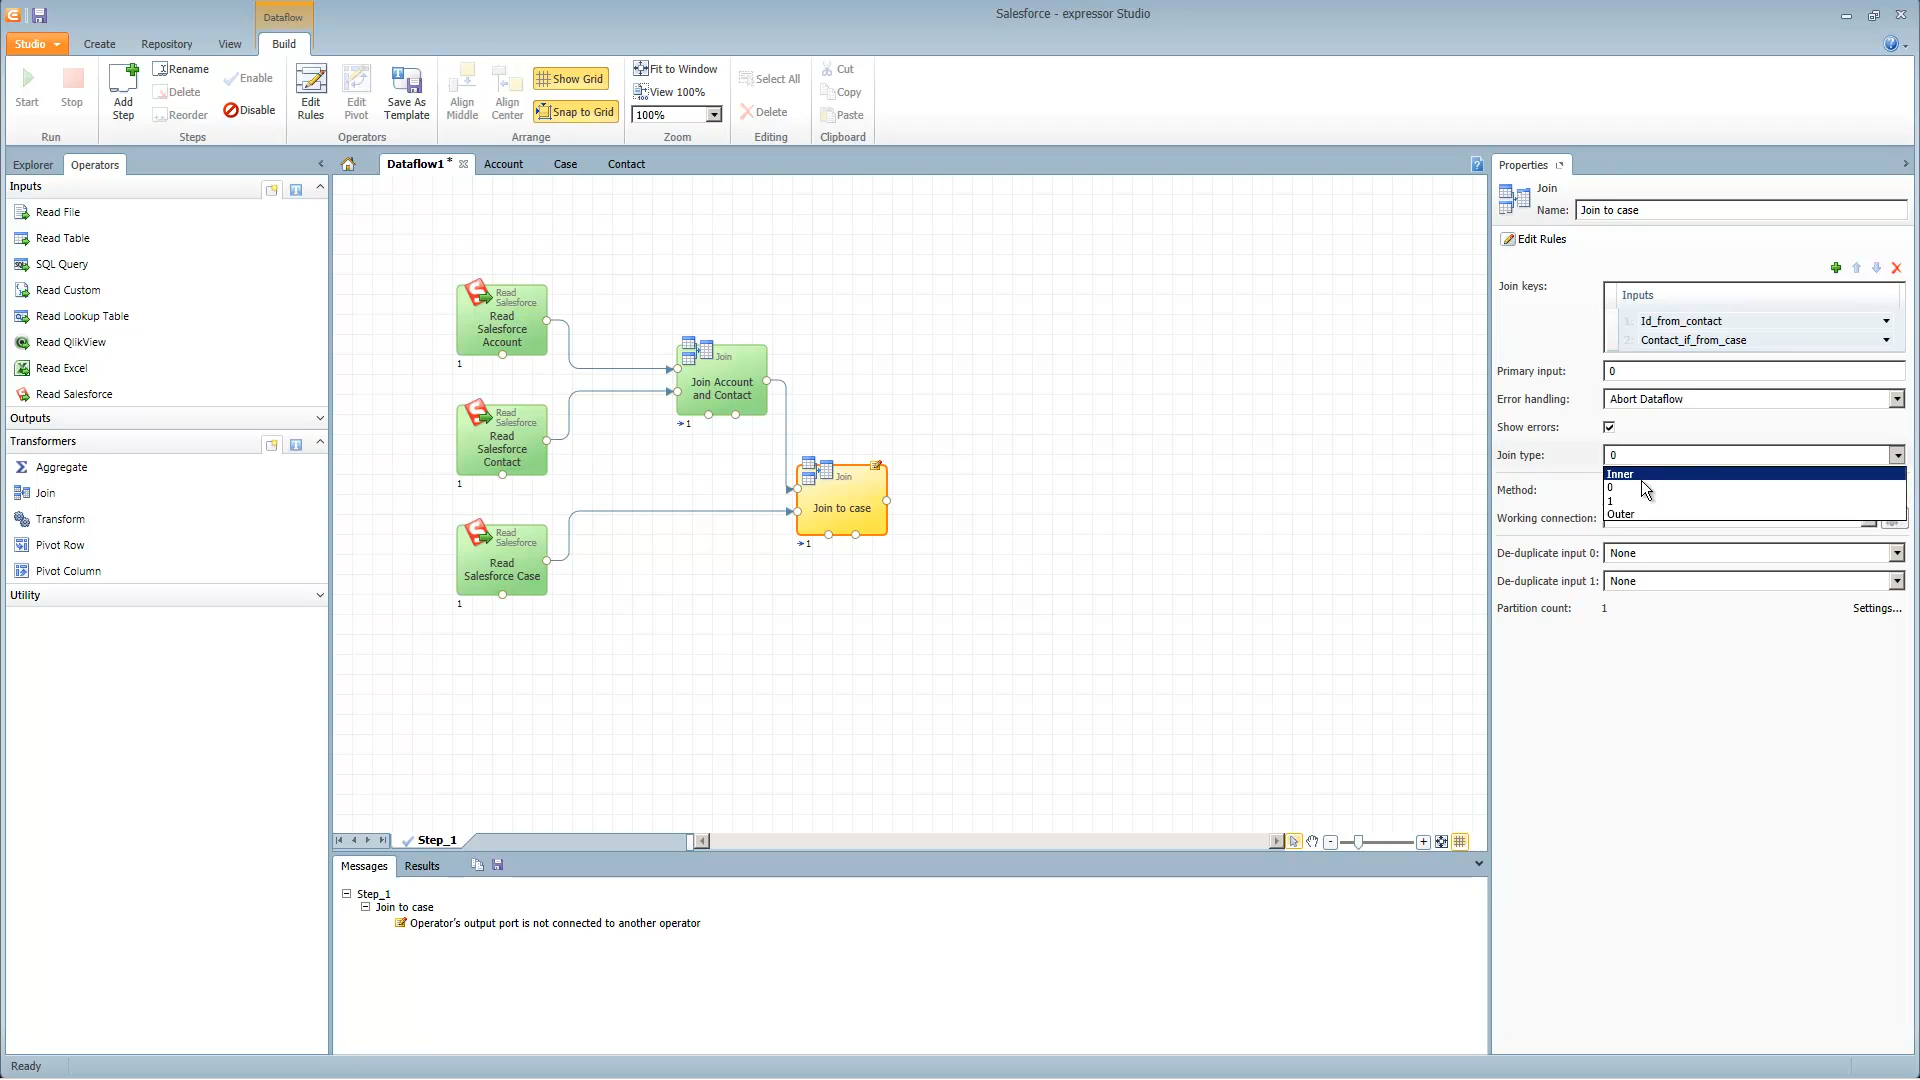 Dataflow
Salesforce - expressor Studio
Studio Create Repository View Build
Start
Stop
Run
Add Step
Rename
Delete
Reorder
Enable
Disable
Steps
Edit Rules
Edit Pivot
Save As Template
Operators
Align Middle
Align Center
Show Grid
Snap to Grid
Arrange
Fit to Window
View 100%
100%
Zoom
Select All
Delete
Editing
Cut
Copy
Paste
Clipboard
Explorer Operators
Inputs
Read File
Read Table
SQL Query
Read Custom
Read Lookup Table
Read QlikView
Read Excel
Read Salesforce
Outputs
Transformers
Aggregate
Join
Transform
Pivot Row
Pivot Column
Utility
Dataflow1 * Account Case Contact
Read
Salesforce
Read
Salesforce
Account
1
Read
Salesforce
Read
Salesforce
Contact
1
Read
Salesforce
Read
Salesforce Case
1
Join
Join Account
and Contact
1
Join
Join to case
1
Step_1
Messages Results
Step_1
Join to case
Operator's output port is not connected to another operator
Properties
Join
Name: Join to case
Edit Rules
Join keys:
Inputs
1: Id_from_contact
2: Contact_if_from_case
Primary input: 0
Error handling: Abort Dataflow
Show errors:
Join type: 0
Inner
0
1
Outer
Method:
Working connection:
De-duplicate input 0: None
De-duplicate input 1: None
Partition count: 1 Settings...
Ready